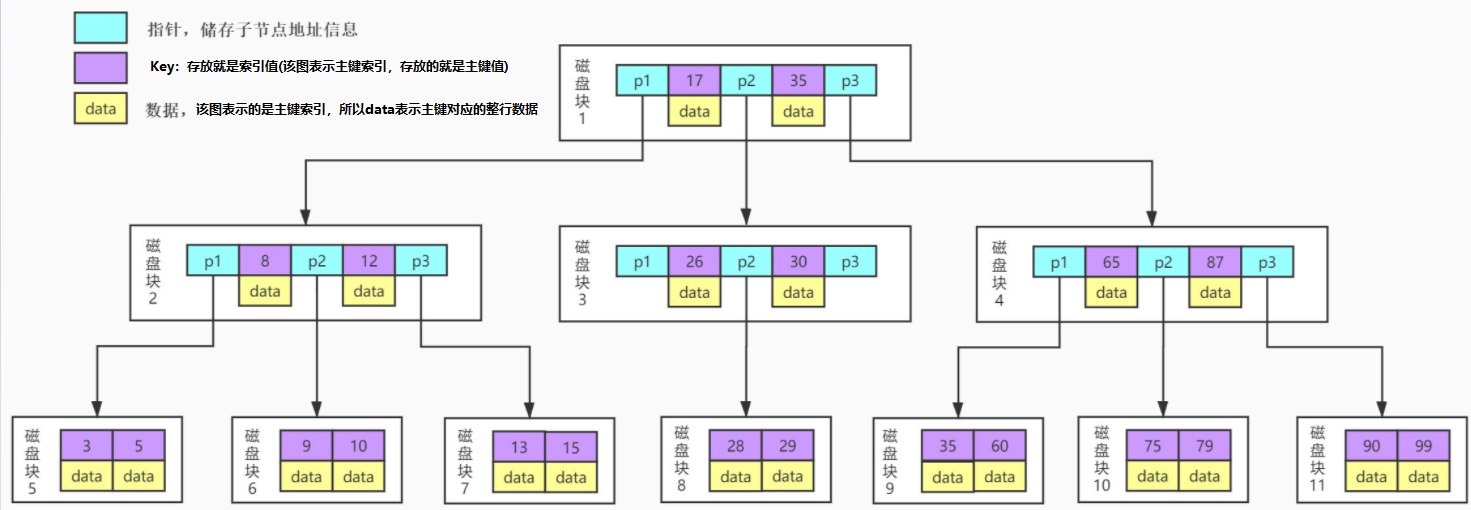 指针，储存子节点地址信息
Key：存放就是索引值(该图表示主键索引，存放的就是主键值)
data 数据，该图表示的是主键索引，所以data表示主键对应的整行数据
磁盘块1
p1 17 p2 35 p3
data data
磁盘块2
p1 8 p2 12 p3
data data
磁盘块3
p1 26 p2 30 p3
data data
磁盘块4
p1 65 p2 87 p3
data data
磁盘块5
3 5
data data
磁盘块6
9 10
data data
磁盘块7
13 15
data data
磁盘块8
28 29
data data
磁盘块9
35 60
data data
磁盘块10
75 79
data data
磁盘块11
90 99
data data